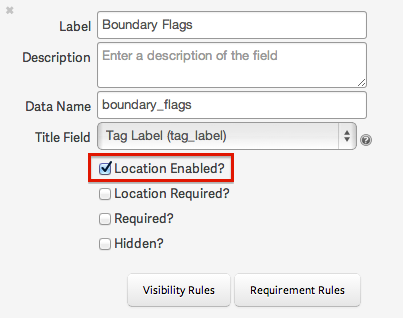 Label Boundary Flags
Description Enter a description of the field
Data Name boundary_flags
Title Field Tag Label (tag_label)
Location Enabled?
Location Required?
Required?
Hidden?
Visibility Rules Requirement Rules